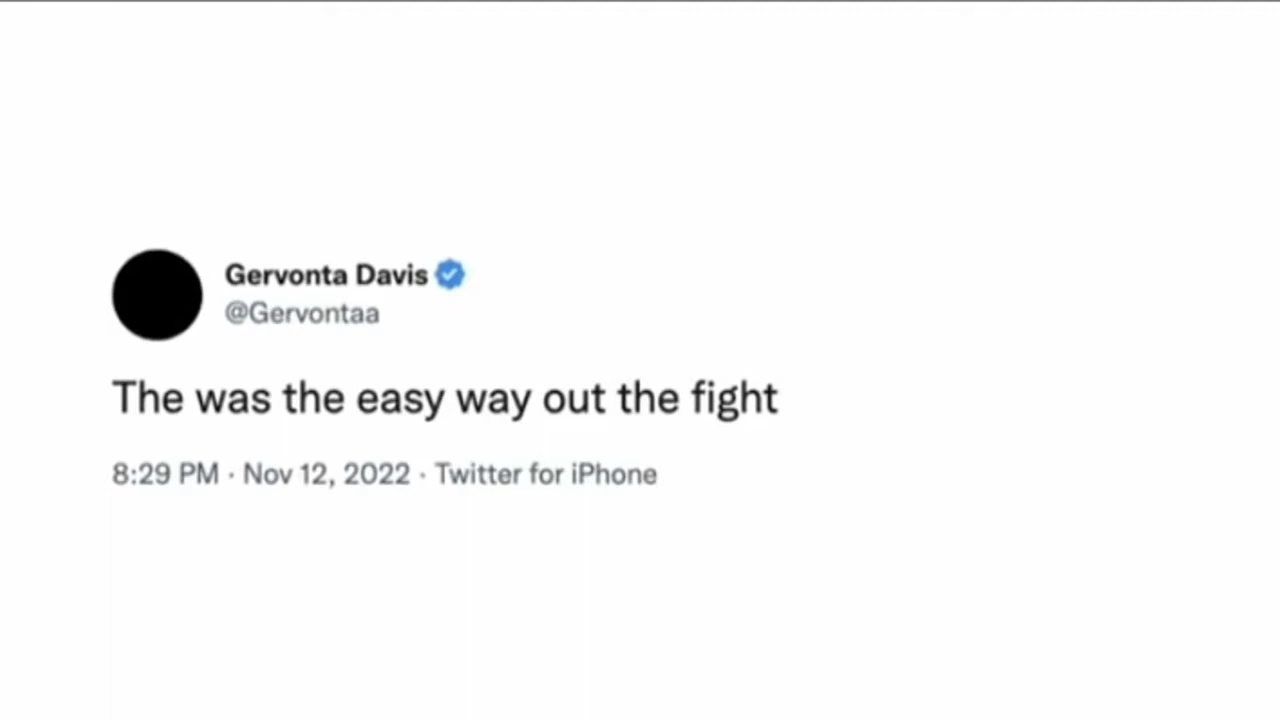 Gervonta Davis
@Gervontaa
The was the easy way out the fight
8:29 PM · Nov 12, 2022 · Twitter for iPhone